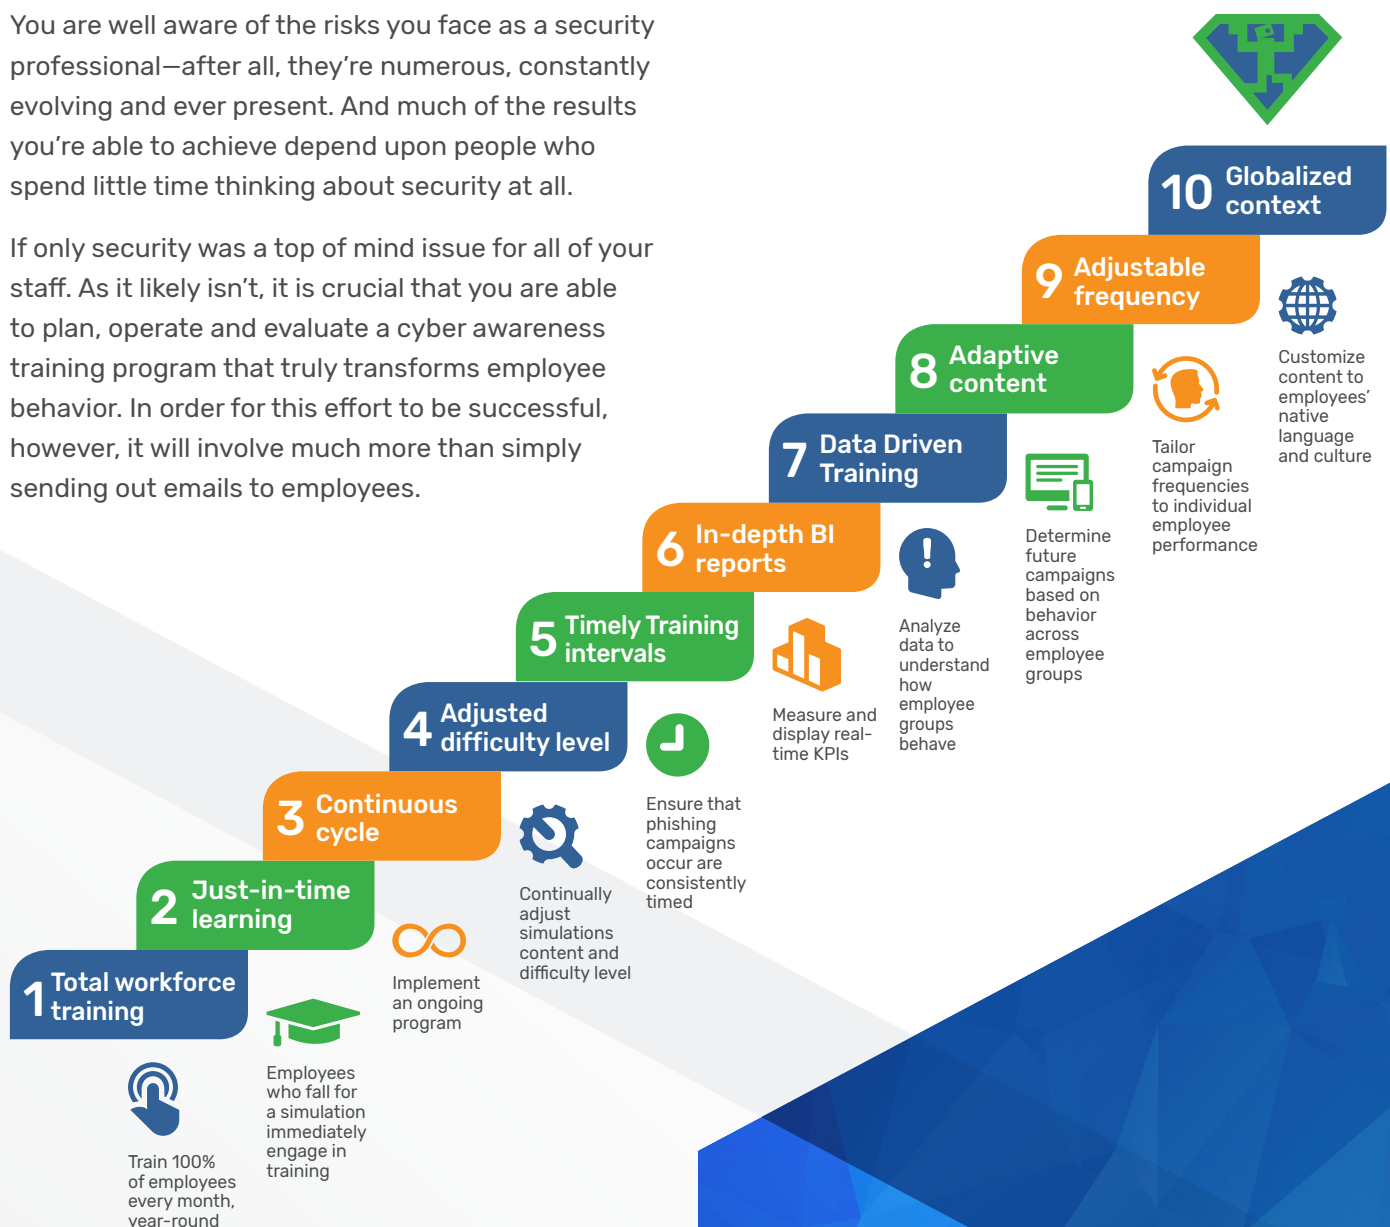 You are well aware of the risks you face as a security
professional—after all, they’re numerous, constantly
evolving and ever present. And much of the results
you’re able to achieve depend upon people who
spend little time thinking about security at all.
If only security was a top of mind issue for all of your
staff. As it likely isn’t, it is crucial that you are able
to plan, operate and evaluate a cyber awareness
training program that truly transforms employee
behavior. In order for this effort to be successful,
however, it will involve much more than simply
sending out emails to employees.
1 Total workforce
training
Train 100%
of employees
every month,
year-round
2 Just-in-time
learning
Employees
who fall for
a simulation
immediately
engage in
training
3 Continuous
cycle
Implement
an ongoing
program
4 Adjusted
difficulty level
Continually
adjust
simulations
content and
difficulty level
5 Timely Training
intervals
Ensure that
phishing
campaigns
occur are
consistently
timed
6 In-depth BI
reports
Measure and
display real-
time KPIs
7 Data Driven
Training
Analyze
data to
understand
how
employee
groups
behave
8 Adaptive
content
Determine
future
campaigns
based on
behavior
across
employee
groups
9 Adjustable
frequency
Tailor
campaign
frequencies
to individual
employee
performance
10 Globalized
context
Customize
content to
employees’
native
language
and culture